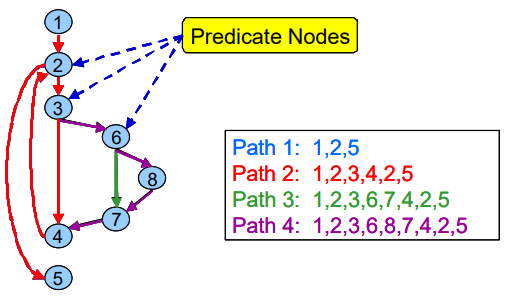 1
Predicate Nodes
2
3
6
8
7
4
5
Path 1: 1,2,5
Path 2: 1,2,3,4,2,5
Path 3: 1,2,3,6,7,4,2,5
Path 4: 1,2,3,6,8,7,4,2,5